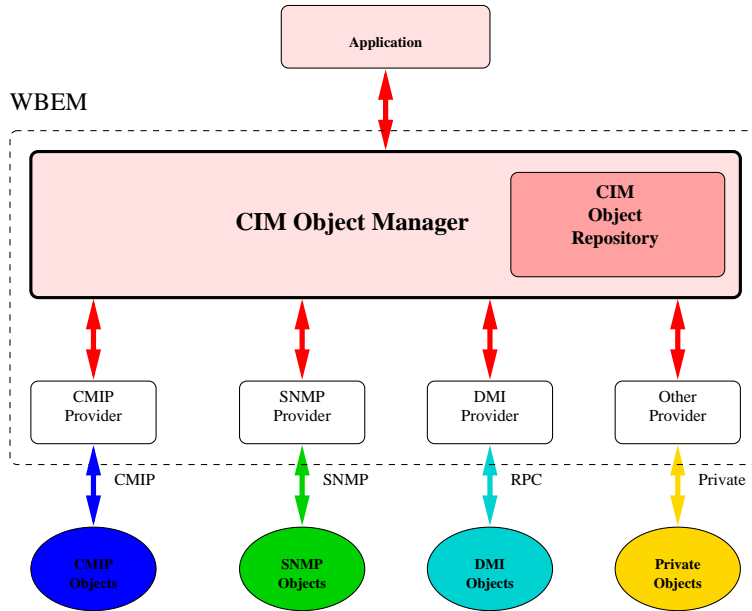 Application
WBEM
CIM Object Manager
CIM
Object
Repository
CMIP
Provider
SNMP
Provider
DMI
Provider
Other
Provider
CMIP
SNMP
RPC
Private
CMIP
Objects
SNMP
Objects
DMI
Objects
Private
Objects